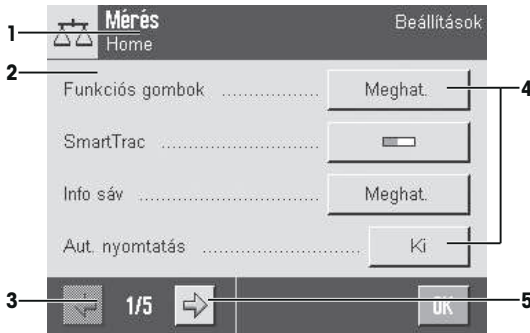 Mérés
Beállítások
Home
Funkciós gombok .................. Meghat.
SmartTrac .............................
Info sáv .................................. Meghat.
Aut. nyomtatás ............................. Ki
1/5
OK
1
2
3
4
5